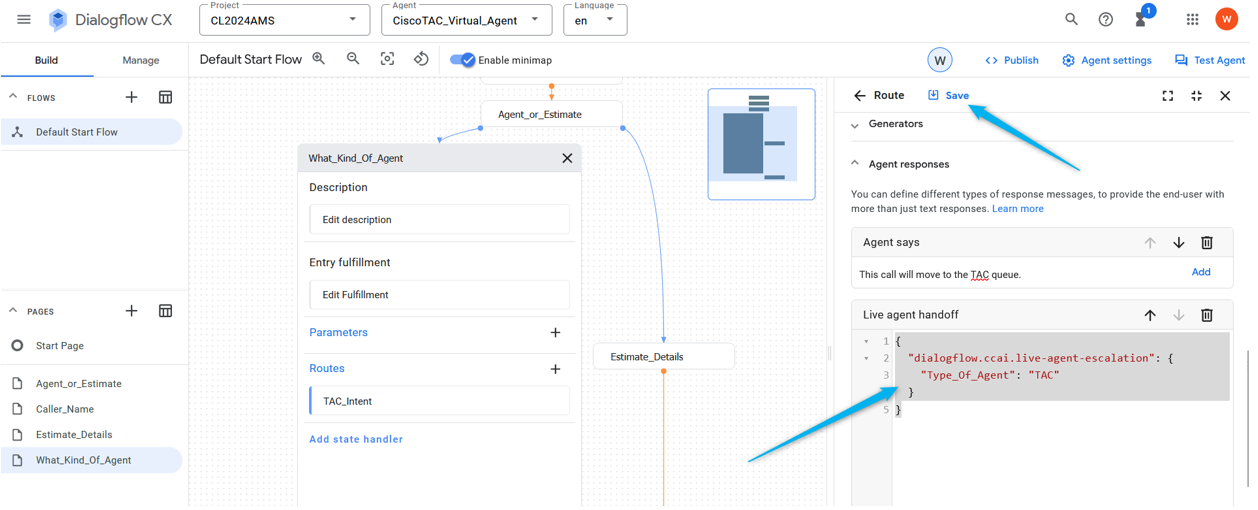 Dialogflow CX
Project
CL2024AMS
Agent
CiscoTAC_Virtual_Agent
Language
en
1
W
Build
Manage
Default Start Flow
Enable minimap
W
Publish
Agent settings
Test Agent
FLOWS
Default Start Flow
PAGES
Start Page
Agent_or_Estimate
Caller_Name
Estimate_Details
What_Kind_Of_Agent
Agent_or_Estimate
What_Kind_Of_Agent
Description
Edit description
Entry fulfillment
Edit Fulfillment
Parameters
Routes
TAC_Intent
Add state handler
Estimate_Details
Route
Save
Generators
Agent responses
You can define different types of response messages, to provide the end-user with
more than just text responses. Learn more
Agent says
This call will move to the TAC queue.
Add
Live agent handoff
1 {
2 "dialogflow.ccai.live-agent-escalation": {
3 "Type_Of_Agent": "TAC"
4 }
5 }